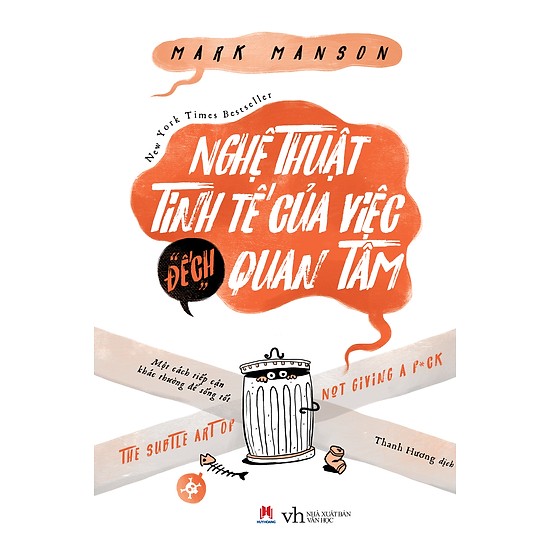 MARK MANSON
New York Times Bestseller
NGHỆ THUẬT
TINH TẾ CỦA VIỆC
"ĐẾCH" QUAN TÂM
Một cách tiếp cận
khác thường để sống tốt
THE SUBTLE ART OF
NOT GIVING A F*CK
Thanh Hương dịch
HUYHOANG
vh NHÀ XUẤT BẢN
VĂN HỌC